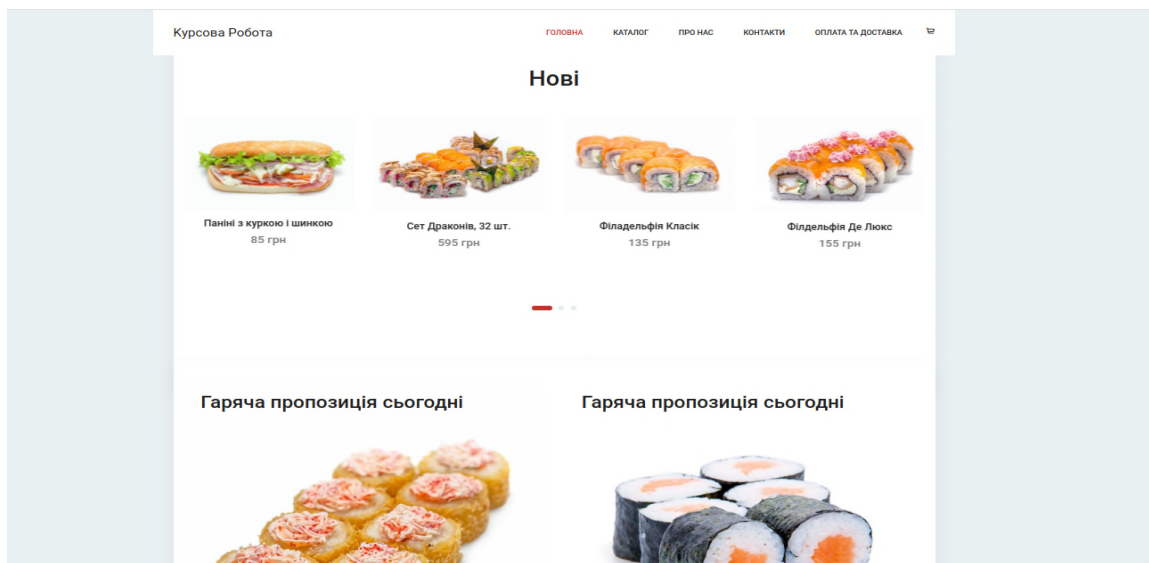 Курсова Робота
ГОЛОВНА КАТАЛОГ ПРО НАС КОНТАКТИ ОПЛАТА ТА ДОСТАВКА
Нові
Паніні з куркою і шинкою
85 грн
Сет Драконів, 32 шт.
595 грн
Філадельфія Класік
135 грн
Філдельфія Де Люкс
155 грн
Гаряча пропозиція сьогодні
Гаряча пропозиція сьогодні